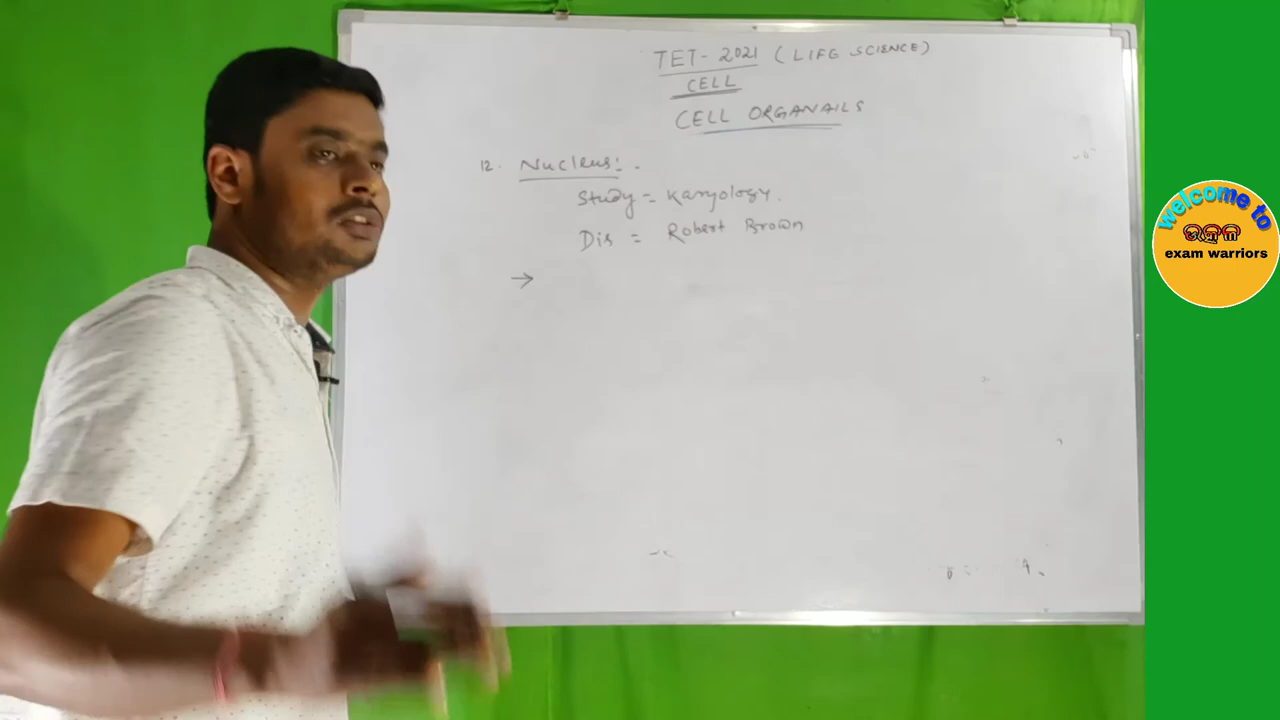 TET- 2021 (LIFE SCIENCE)
CELL
CELL ORGANAILS
12. Nucleus:-
Study = Karyology.
Dis = Robert Brown
→
welcome to
exam warriors